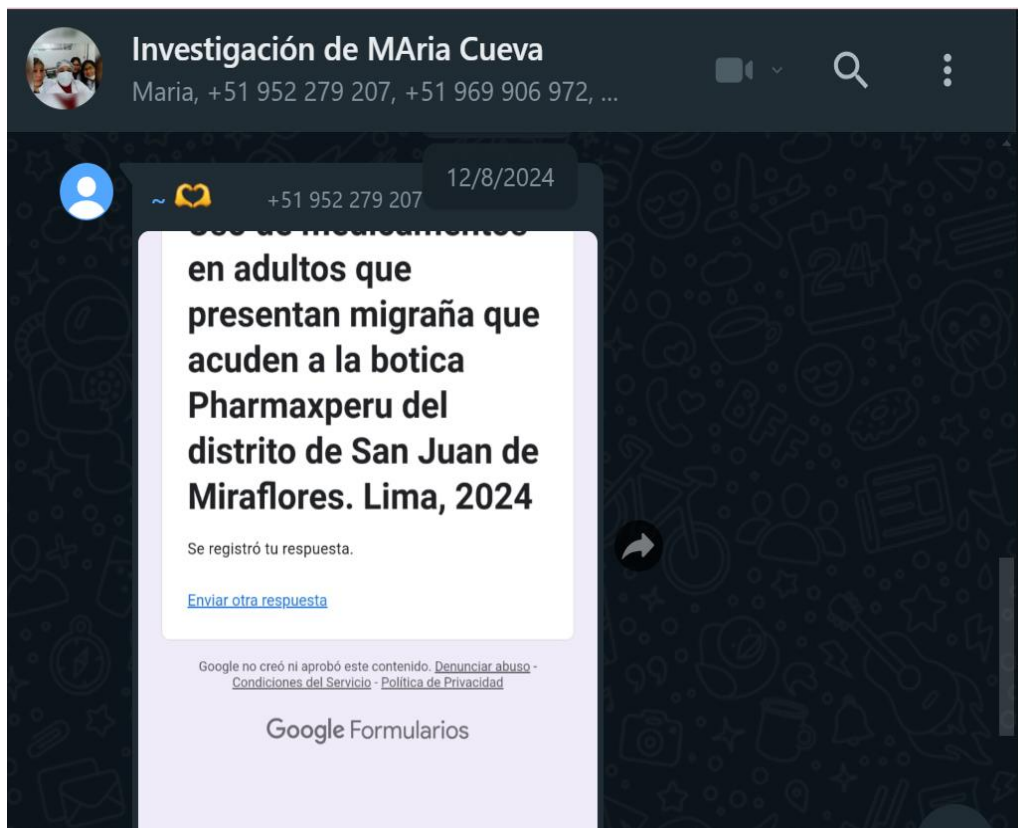 Investigación de MAria Cueva
Maria, +51 952 279 207, +51 969 906 972, ...
12/8/2024
~ +51 952 279 207
uso de medicamentos
en adultos que
presentan migraña que
acuden a la botica
Pharmaxperu del
distrito de San Juan de
Miraflores. Lima, 2024
Se registró tu respuesta.
Enviar otra respuesta
Google no creó ni aprobó este contenido. Denunciar abuso -
Condiciones del Servicio - Política de Privacidad
Google Formularios